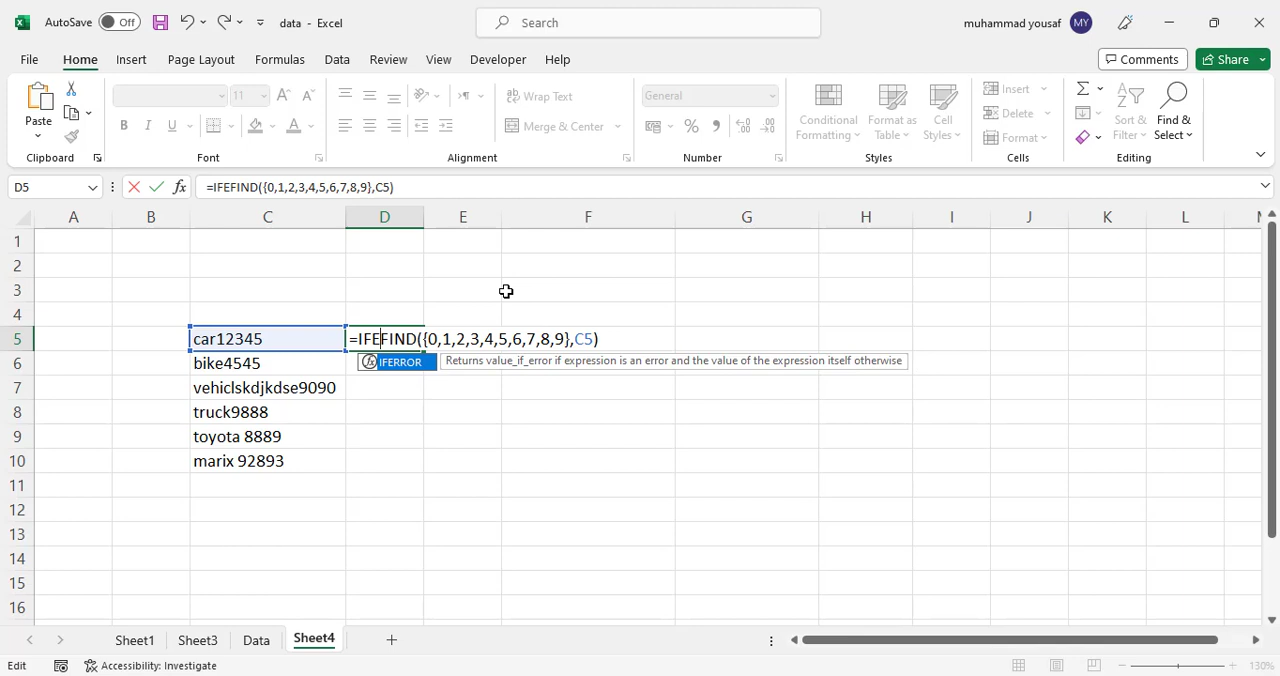 AutoSave Off data - Excel Search muhammad yousaf MY
File Home Insert Page Layout Formulas Data Review View Developer Help Comments Share
Paste 11 A A Wrap Text General Conditional Formatting Format as Table Cell Styles Insert Sort & Filter Find & Select
B I U A Merge & Center % Delete
Format
Clipboard Font Alignment Number Styles Cells Editing
D5 fx =IFEFIND({0,1,2,3,4,5,6,7,8,9},C5)
A B C D E F G H I J K L M
1
2
3
4
5 car12345 =IFEFIND({0,1,2,3,4,5,6,7,8,9},C5)
6 bike4545 fx IFERROR Returns value_if_error if expression is an error and the value of the expression itself otherwise
7 vehiclskdjkdse9090
8 truck9888
9 toyota 8889
10 marix 92893
11
12
13
14
15
16
Sheet1 Sheet3 Data Sheet4
Edit Accessibility: Investigate 130%